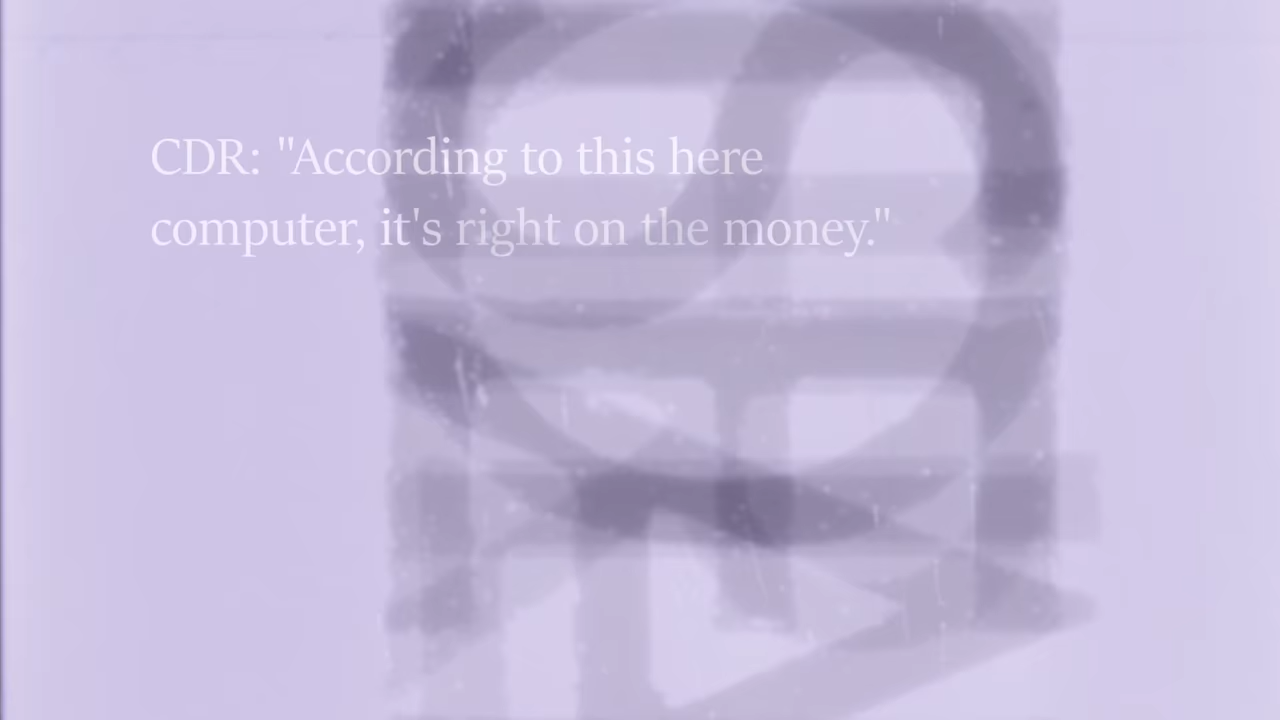 CDR: "According to this here
computer, it's right on the money."